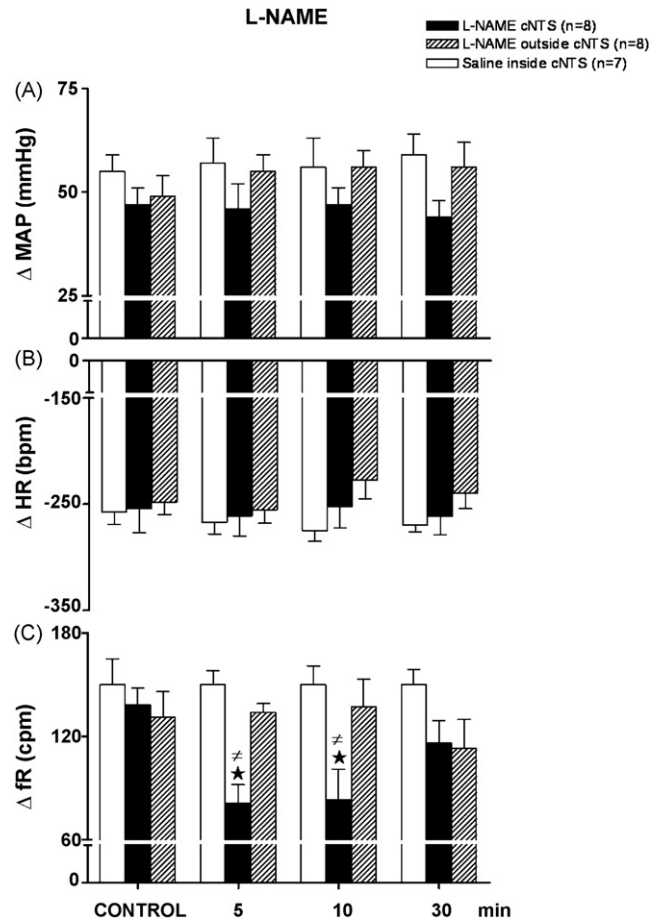 L-NAME
L-NAME cNTS (n=8)
L-NAME outside cNTS (n=8)
Saline inside cNTS (n=7)
(A)
Δ MAP (mmHg)
75
50
25
0
(B)
Δ HR (bpm)
0
-150
-250
-350
(C)
Δ fR (cpm)
180
120
60
0
≠
★
≠
★
CONTROL 5 10 30 min